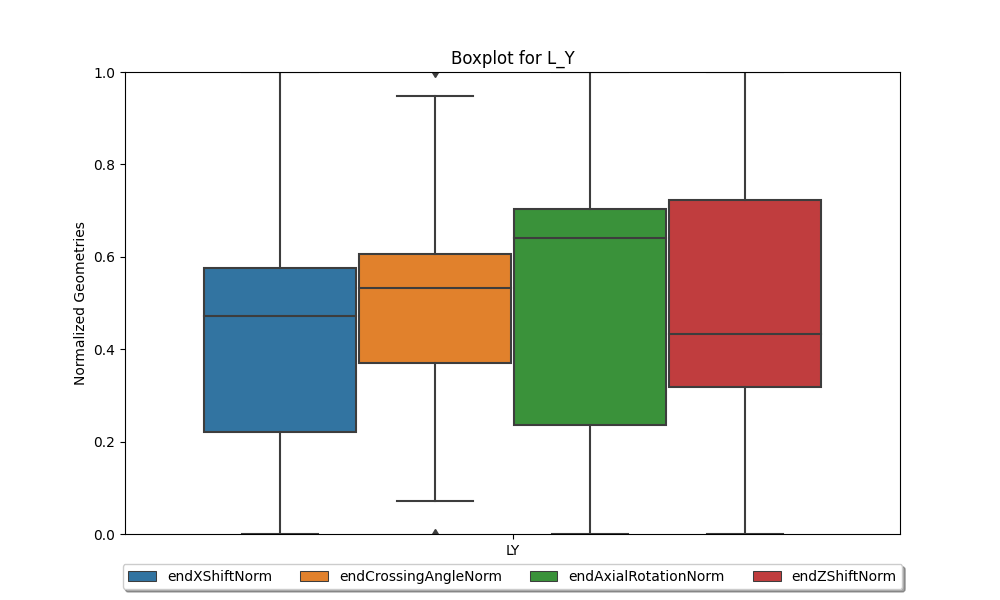 Boxplot for L_Y
1.0
0.8
0.6
0.4
0.2
0.0
Normalized Geometries
LY
endXShiftNorm endCrossingAngleNorm endAxialRotationNorm endZShiftNorm